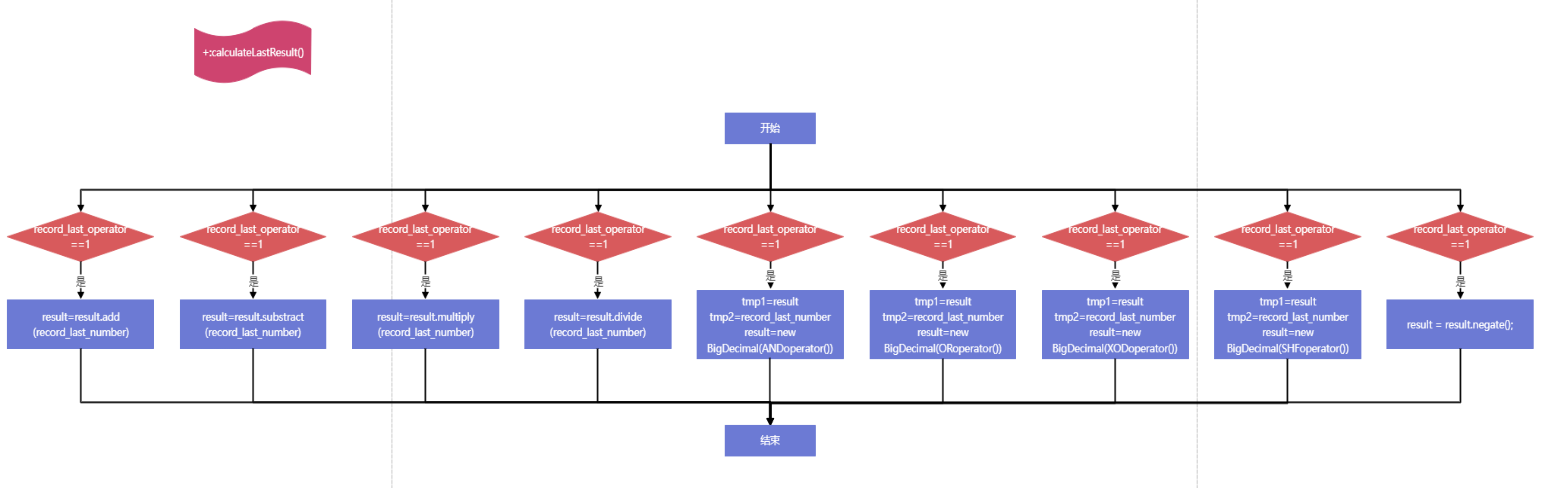 +:calculateLastResult()
开始
record_last_operator
==1
record_last_operator
==1
record_last_operator
==1
record_last_operator
==1
record_last_operator
==1
record_last_operator
==1
record_last_operator
==1
record_last_operator
==1
record_last_operator
==1
是
是
是
是
是
是
是
是
是
result=result.add
(record_last_number)
result=result.substract
(record_last_number)
result=result.multiply
(record_last_number)
result=result.divide
(record_last_number)
tmp1=result
tmp2=record_last_number
result=new
BigDecimal(ANDoperator())
tmp1=result
tmp2=record_last_number
result=new
BigDecimal(ORoperator())
tmp1=result
tmp2=record_last_number
result=new
BigDecimal(XODoperator())
tmp1=result
tmp2=record_last_number
result=new
BigDecimal(SHFoperator())
result = result.negate();
结束